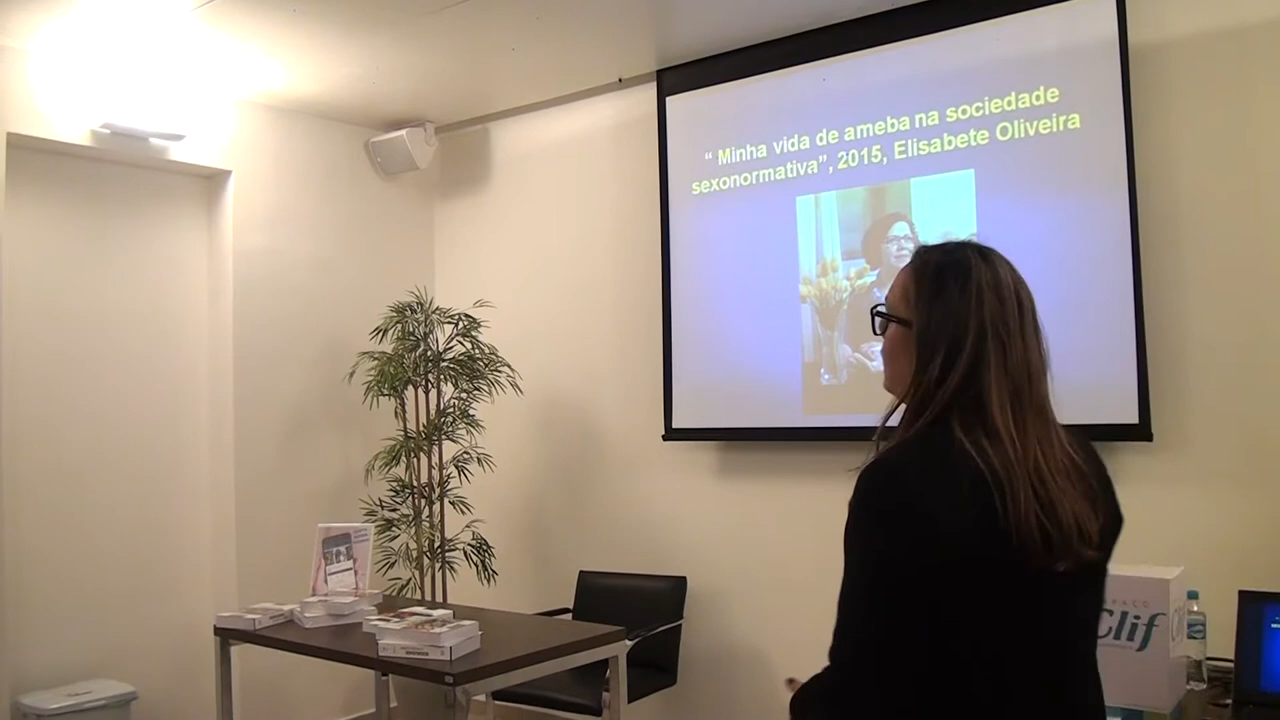 “ Minha vida de ameba na sociedade
sexonormativa”, 2015, Elisabete Oliveira
Clif